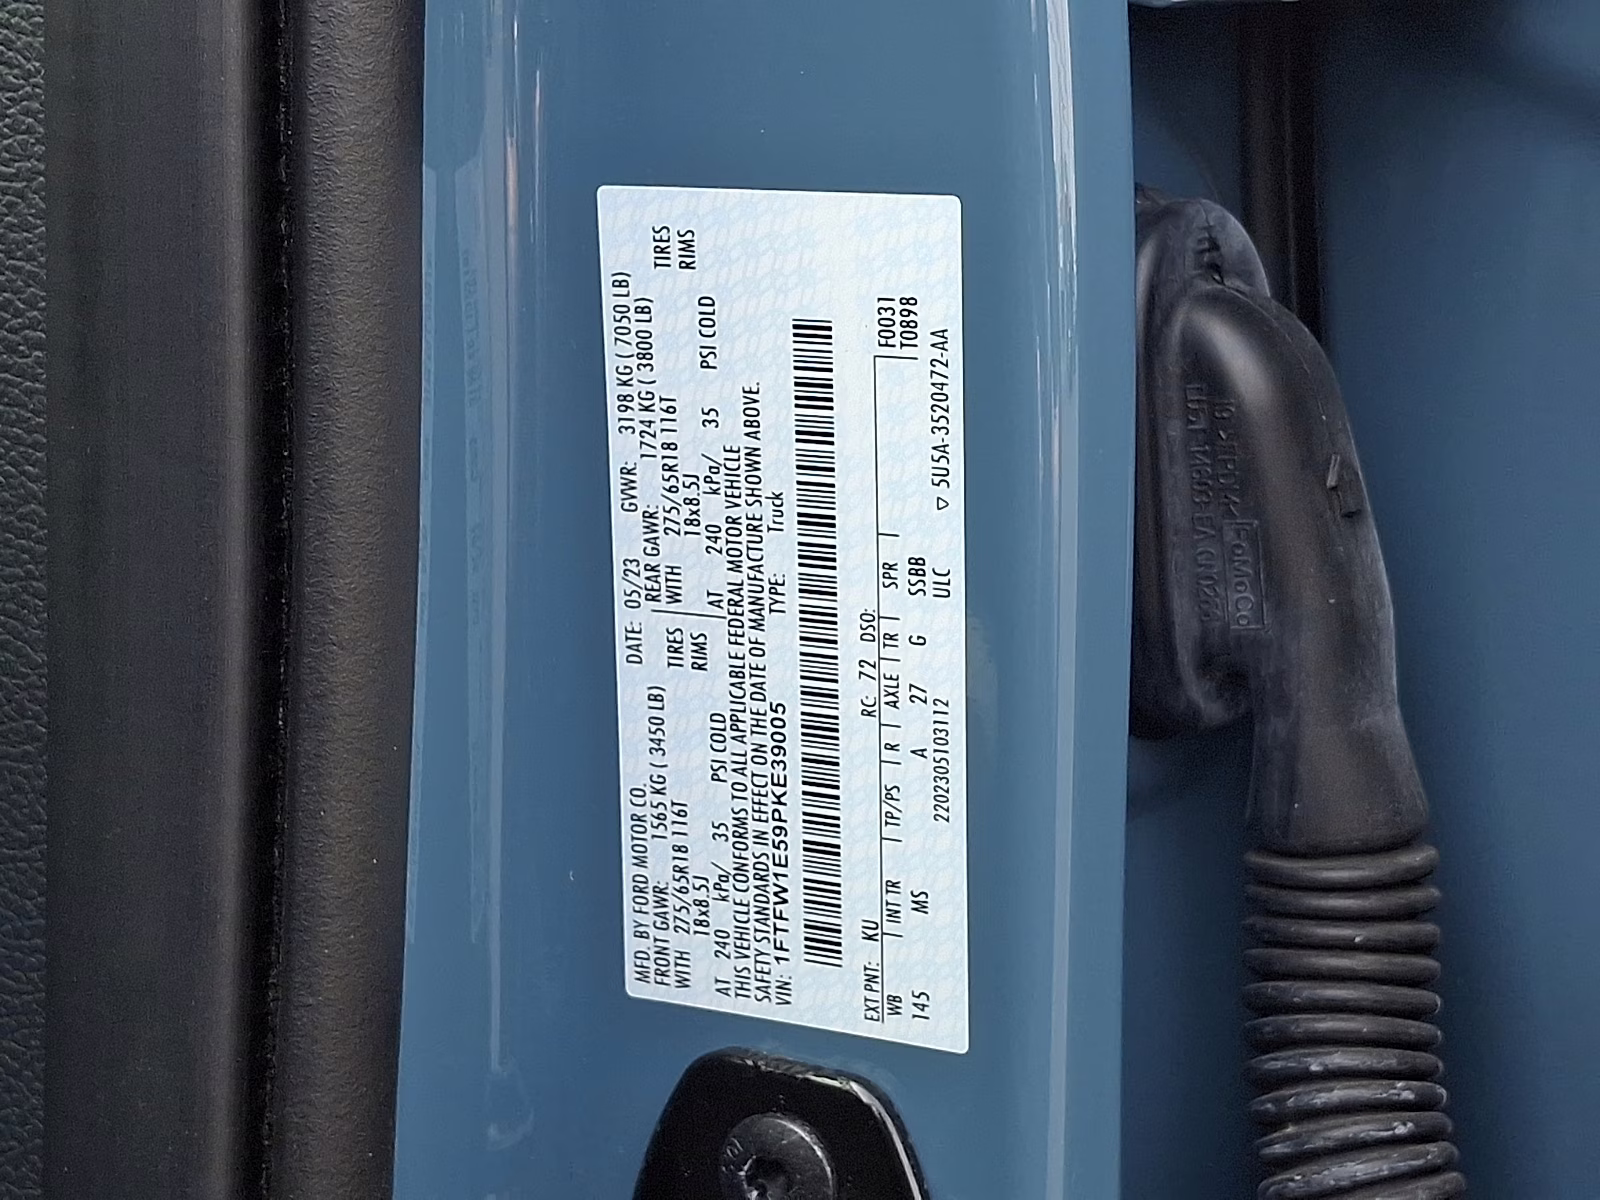 MFD. BY FORD MOTOR CO. DATE: 05/23 GVWR: 3198 KG ( 7050 LB)
FRONT GAWR: 1565 KG ( 3450 LB) REAR GAWR: 1724 KG ( 3800 LB)
WITH 275/65R18 116T TIRES WITH 275/65R18 116T TIRES
18x8.5J RIMS 18x8.5J RIMS
AT 240 kPa/ 35 PSI COLD AT 240 kPa/ 35 PSI COLD
THIS VEHICLE CONFORMS TO ALL APPLICABLE FEDERAL MOTOR VEHICLE
SAFETY STANDARDS IN EFFECT ON THE DATE OF MANUFACTURE SHOWN ABOVE.
VIN: 1FTFW1E59PKE39005 TYPE: Truck
EXT PNT: KU RC: 72 DSO: F0031
WB INT TR TP/PS R AXLE TR SPR T0898
145 MS A 27 G SSBB
2202305103112 ULC ▽ 5U5A-3520472-AA
FoMoCo